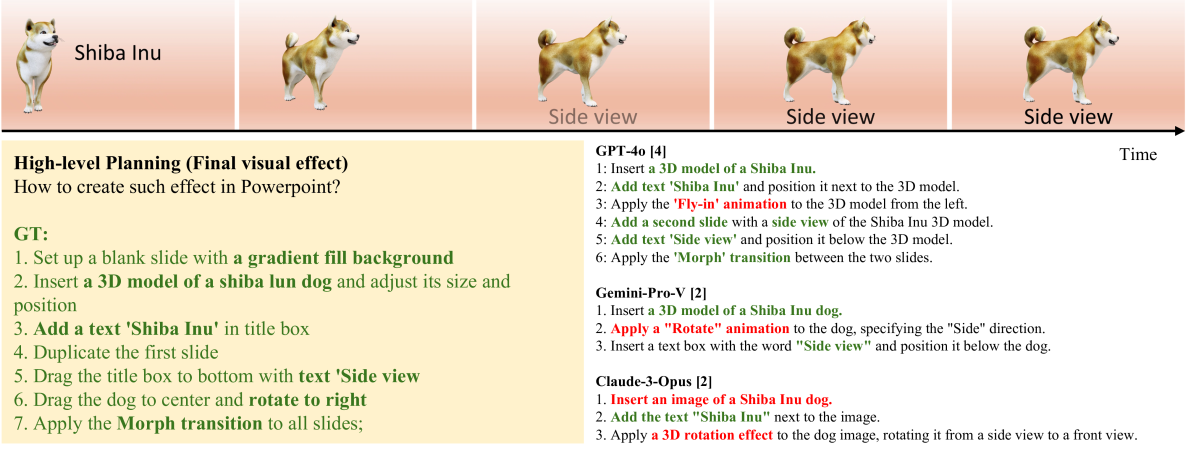 Shiba Inu
Side view
Side view
Side view
Time
High-level Planning (Final visual effect)
How to create such effect in Powerpoint?
GT:
1. Set up a blank slide with a gradient fill background
2. Insert a 3D model of a shiba lun dog and adjust its size and
position
3. Add a text 'Shiba Inu' in title box
4. Duplicate the first slide
5. Drag the title box to bottom with text 'Side view
6. Drag the dog to center and rotate to right
7. Apply the Morph transition to all slides;
GPT-4o [4]
1: Insert a 3D model of a Shiba Inu.
2: Add text 'Shiba Inu' and position it next to the 3D model.
3: Apply the 'Fly-in' animation to the 3D model from the left.
4: Add a second slide with a side view of the Shiba Inu 3D model.
5: Add text 'Side view' and position it below the 3D model.
6: Apply the 'Morph' transition between the two slides.
Gemini-Pro-V [2]
1. Insert a 3D model of a Shiba Inu dog.
2. Apply a "Rotate" animation to the dog, specifying the "Side" direction.
3. Insert a text box with the word "Side view" and position it below the dog.
Claude-3-Opus [2]
1. Insert an image of a Shiba Inu dog.
2. Add the text "Shiba Inu" next to the image.
3. Apply a 3D rotation effect to the dog image, rotating it from a side view to a front view.